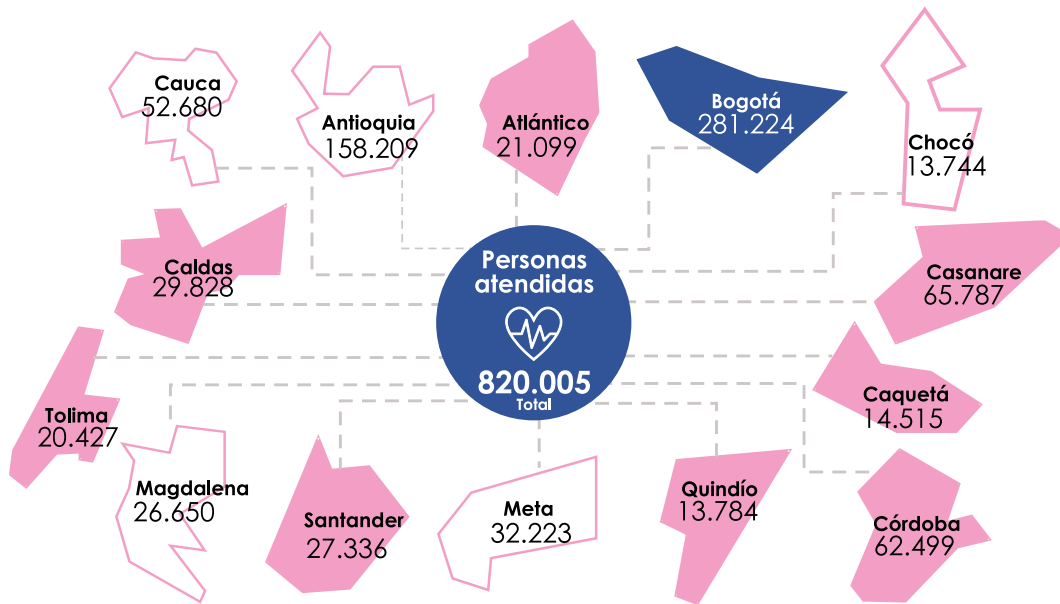 Cauca
52.680
Antioquia
158.209
Atlántico
21.099
Bogotá
281.224
Chocó
13.744
Caldas
29.828
Personas
atendidas
820.005
Total
Casanare
65.787
Tolima
20.427
Caquetá
14.515
Magdalena
26.650
Santander
27.336
Meta
32.223
Quindío
13.784
Córdoba
62.499